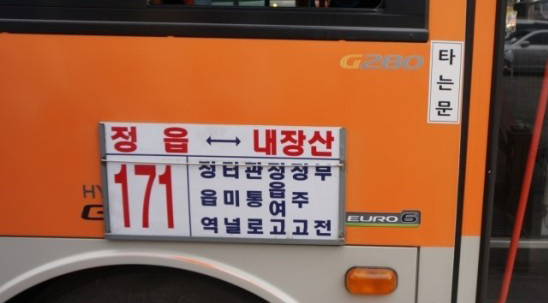 G280
타는문
정읍 ↔ 내장산
171
정읍역
터미널
판통로
정읍여고
정주고
부전
EURO 6